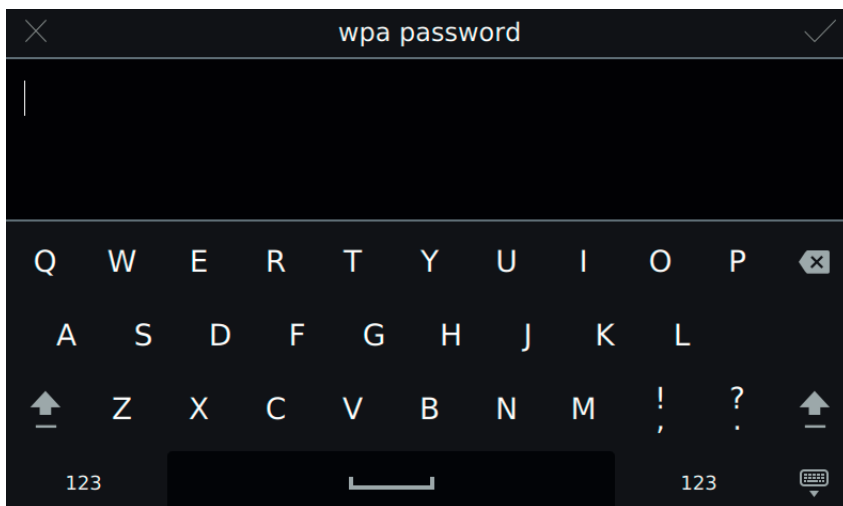 wpa password
Q W E R T Y U I O P
A S D F G H J K L
Z X C V B N M ! , ? .
123 123